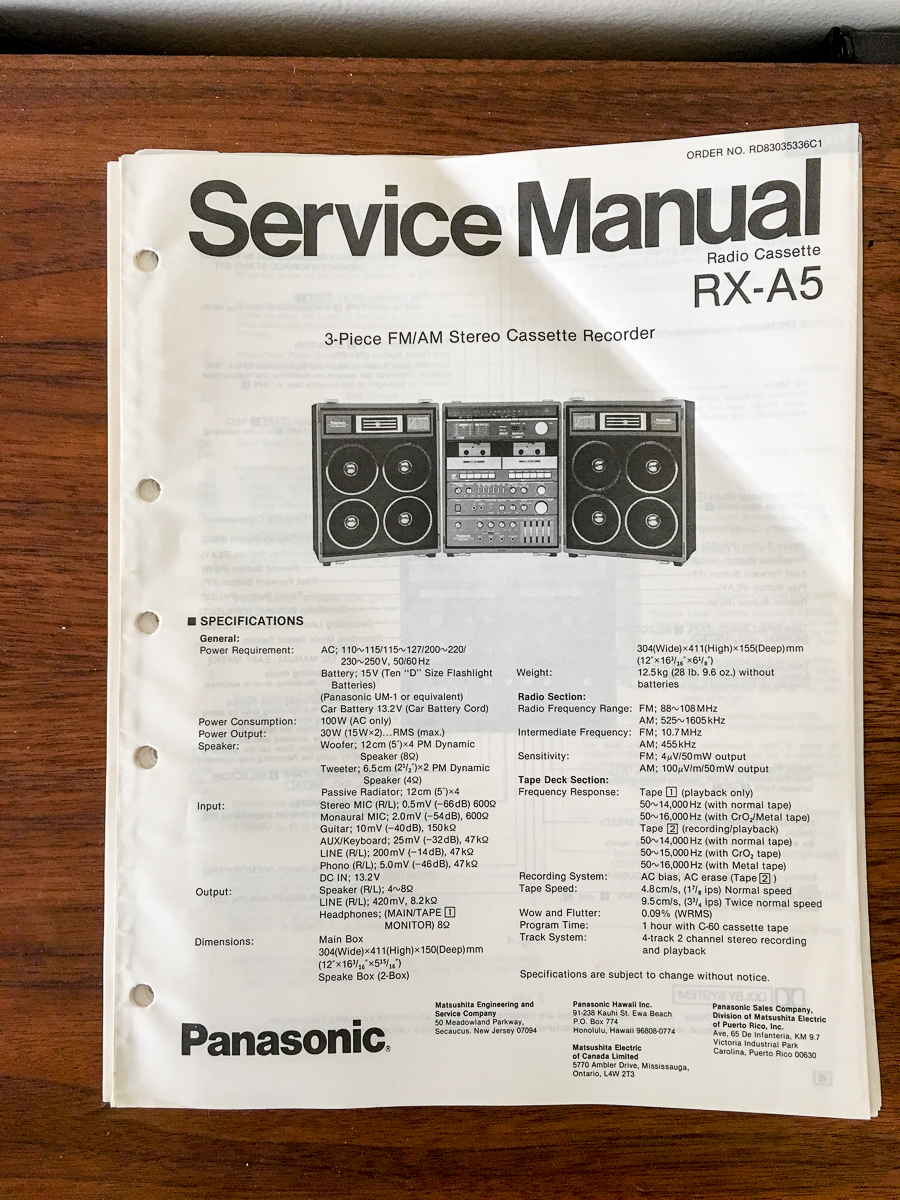 ORDER NO. RD83035336C1
Service Manual
Radio Cassette
RX-A5
3-Piece FM/AM Stereo Cassette Recorder
■ SPECIFICATIONS
General:
Power Requirement: AC; 110~115/115~127/200~220/
230~250V, 50/60Hz
Battery; 15V (Ten "D" Size Flashlight
Batteries)
(Panasonic UM-1 or equivalent)
Car Battery 13.2V (Car Battery Cord)
Power Consumption: 100W (AC only)
Power Output: 30W (15W×2)...RMS (max.)
Speaker: Woofer; 12cm (5″)×4 PM Dynamic
Speaker (8Ω)
Tweeter; 6.5cm (2 1/2″)×2 PM Dynamic
Speaker (4Ω)
Passive Radiator; 12cm (5″)×4
Input: Stereo MIC (R/L); 0.5mV (−66dB) 600Ω
Monaural MIC; 2.0mV (−54dB), 600Ω
Guitar; 10mV (−40dB), 150kΩ
AUX/Keyboard; 25mV (−32dB), 47kΩ
LINE (R/L); 200mV (−14dB), 47kΩ
Phono (R/L); 5.0mV (−46dB), 47kΩ
DC IN; 13.2V
Output: Speaker (R/L); 4~8Ω
LINE (R/L); 420mV, 8.2kΩ
Headphones; (MAIN/TAPE 1
MONITOR) 8Ω
Dimensions: Main Box
304(Wide)×411(High)×150(Deep)mm
(12″×16 3/16″×5 15/16″)
Speake Box (2-Box)
304(Wide)×411(High)×155(Deep)mm
(12″×16 3/16″×6 1/8″)
Weight: 12.5kg (28 lb. 9.6 oz.) without
batteries
Radio Section:
Radio Frequency Range: FM; 88~108MHz
AM; 525~1605kHz
Intermediate Frequency: FM; 10.7MHz
AM; 455kHz
Sensitivity: FM; 4μV/50mW output
AM; 100μV/m/50mW output
Tape Deck Section:
Frequency Response: Tape 1 (playback only)
50~14,000Hz (with normal tape)
50~16,000Hz (with CrO2/Metal tape)
Tape 2 (recording/playback)
50~14,000Hz (with normal tape)
50~15,000Hz (with CrO2 tape)
50~16,000Hz (with Metal tape)
Recording System: AC bias, AC erase (Tape 2)
Tape Speed: 4.8cm/s, (1 7/8 ips) Normal speed
9.5cm/s, (3 3/4 ips) Twice normal speed
Wow and Flutter: 0.09% (WRMS)
Program Time: 1 hour with C-60 cassette tape
Track System: 4-track 2 channel stereo recording
and playback
Specifications are subject to change without notice.
Panasonic®
Matsushita Engineering and
Service Company
50 Meadowland Parkway,
Secaucus. New Jersey 07094
Panasonic Hawaii Inc.
91-238 Kauhi St. Ewa Beach
P.O. Box 774
Honolulu, Hawaii 96808-0774
Matsushita Electric
of Canada Limited
5770 Ambler Drive, Mississauga,
Ontario, L4W 2T3
Panasonic Sales Company,
Division of Matsushita Electric
of Puerto Rico, Inc.
Ave, 65 De Infanteria, KM 9.7
Victoria Industrial Park
Carolina, Puerto Rico 00630